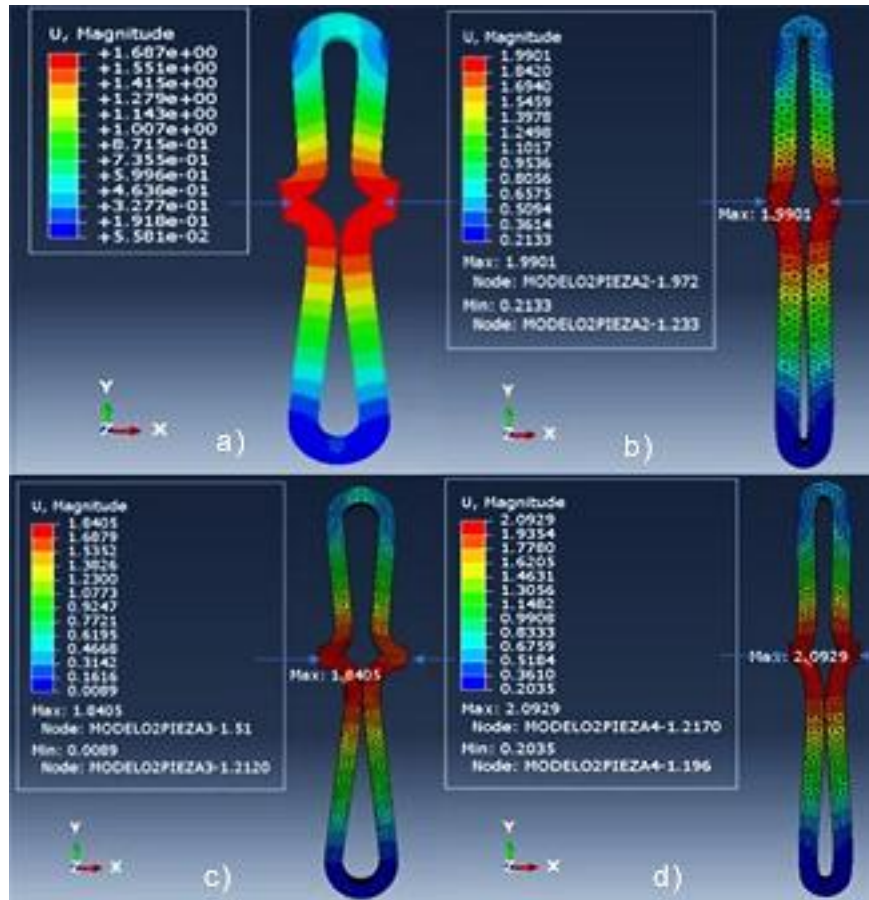 U, Magnitude
+1.687e+00
+1.551e+00
+1.415e+00
+1.279e+00
+1.143e+00
+1.007e+00
+8.715e-01
+7.355e-01
+5.996e-01
+4.636e-01
+3.277e-01
+1.918e-01
+5.581e-02
Y
Z X
a)
U, Magnitude
1.9901
1.8420
1.6940
1.5459
1.3978
1.2498
1.1017
0.9536
0.8056
0.6575
0.5094
0.3614
0.2133
Max: 1.9901
Node: MODELO2PIEZA2-1.972
Min: 0.2133
Node: MODELO2PIEZA2-1.233
Max: 1.9901
Y
Z X
b)
U, Magnitude
1.8405
1.6879
1.5352
1.3826
1.2300
1.0773
0.9247
0.7721
0.6195
0.4668
0.3142
0.1616
0.0089
Max: 1.8405
Node: MODELO2PIEZA3-1.51
Min: 0.0089
Node: MODELO2PIEZA3-1.2120
Max: 1.8405
Y
Z X
c)
U, Magnitude
2.0929
1.9354
1.7780
1.6205
1.4631
1.3056
1.1482
0.9908
0.8333
0.6759
0.5184
0.3610
0.2035
Max: 2.0929
Node: MODELO2PIEZA4-1.2170
Min: 0.2035
Node: MODELO2PIEZA4-1.196
Max: 2.0929
Y
Z X
d)